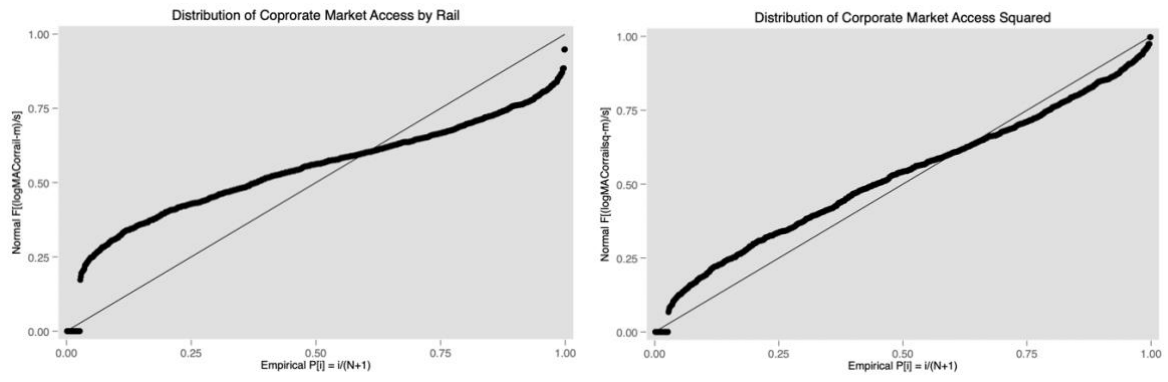 Distribution of Coprorate Market Access by Rail
1.00
0.75
0.50
0.25
0.00
Normal F[(logMACorrail-m)/s]
0.00 0.25 0.50 0.75 1.00
Empirical P[i] = i/(N+1)
Distribution of Corporate Market Access Squared
1.00
0.75
0.50
0.25
0.00
Normal F[(logMACorrailsq-m)/s]
0.00 0.25 0.50 0.75 1.00
Empirical P[i] = i/(N+1)